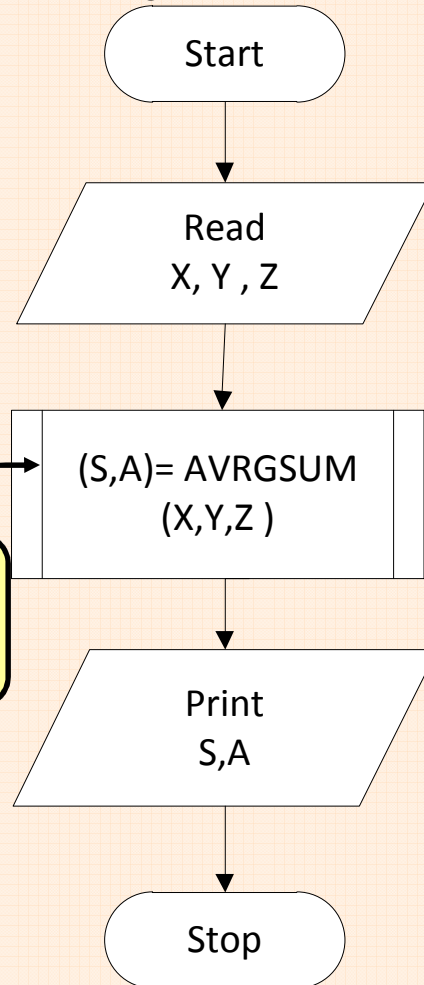 Start
Read
X, Y , Z
(S,A)= AVRGSUM
(X,Y,Z )
Print
S,A
Stop